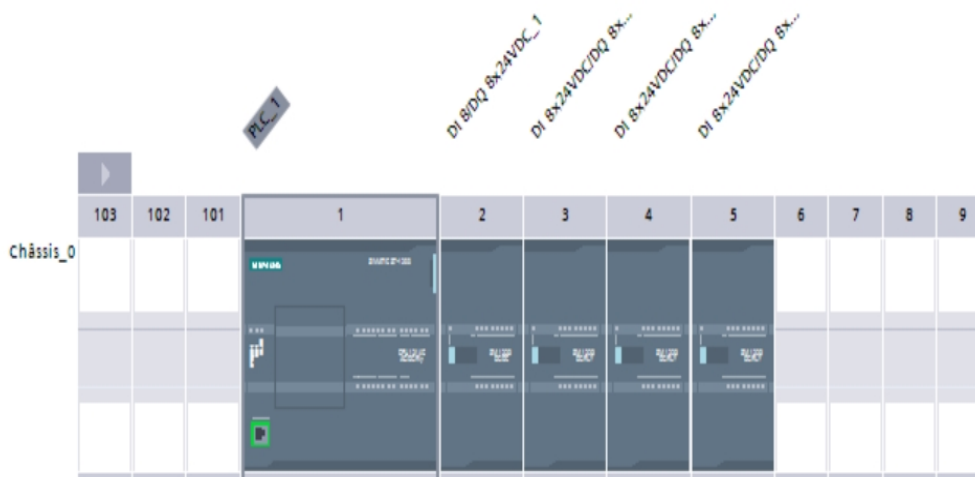 PLC_1
DI 8/DQ 8x24VDC_1
DI 8x24VDC/DQ 8x...
DI 8x24VDC/DQ 8x...
DI 8x24VDC/DQ 8x...
103 102 101 1 2 3 4 5 6 7 8 9
Châssis_0
SIEMENS